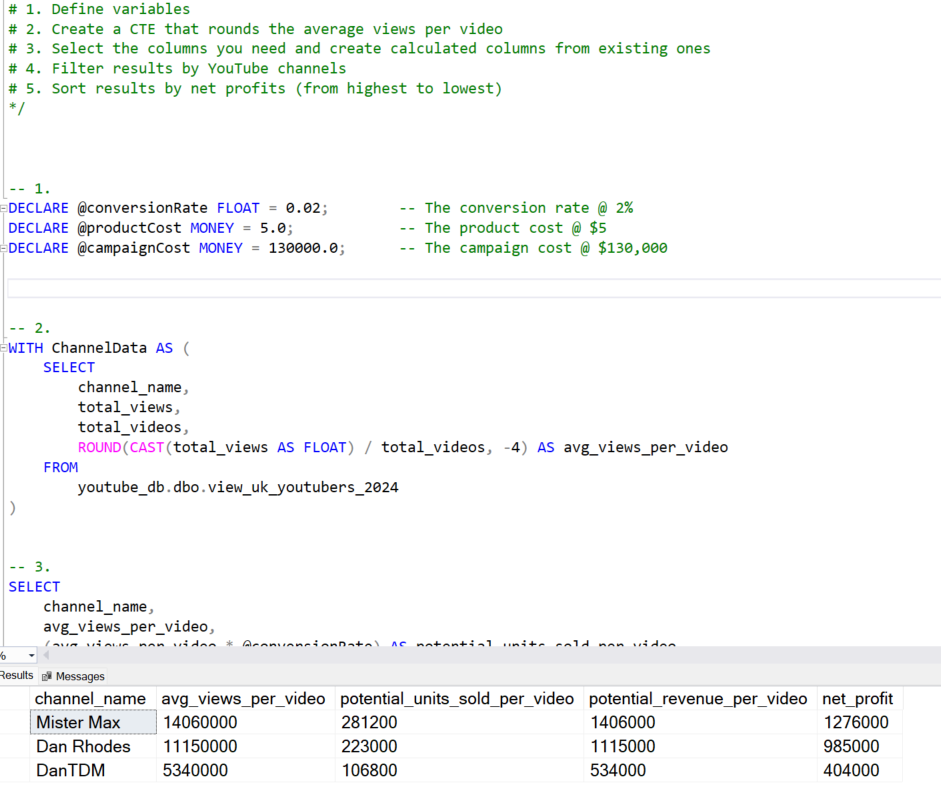 # 1. Define variables
# 2. Create a CTE that rounds the average views per video
# 3. Select the columns you need and create calculated columns from existing ones
# 4. Filter results by YouTube channels
# 5. Sort results by net profits (from highest to lowest)
*/
-- 1.
DECLARE @conversionRate FLOAT = 0.02; -- The conversion rate @ 2%
DECLARE @productCost MONEY = 5.0; -- The product cost @ $5
DECLARE @campaignCost MONEY = 130000.0; -- The campaign cost @ $130,000
-- 2.
WITH ChannelData AS (
SELECT
channel_name,
total_views,
total_videos,
ROUND(CAST(total_views AS FLOAT) / total_videos, -4) AS avg_views_per_video
FROM
youtube_db.dbo.view_uk_youtubers_2024
)
-- 3.
SELECT
channel_name,
avg_views_per_video,
(avg_views_per_video * @conversionRate) AS potential_units_sold_per_video
%
Results Messages
channel_name avg_views_per_video potential_units_sold_per_video potential_revenue_per_video net_profit
Mister Max 14060000 281200 1406000 1276000
Dan Rhodes 11150000 223000 1115000 985000
DanTDM 5340000 106800 534000 404000